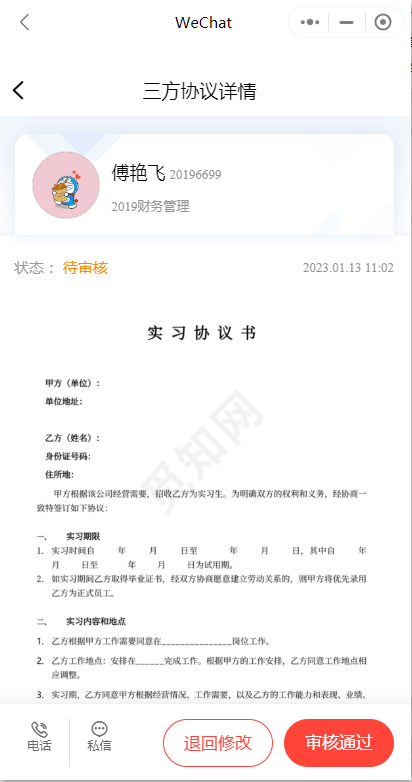 WeChat
三方协议详情
傅艳飞 20196699
2019财务管理
状态： 待审核 2023.01.13 11:02
实习协议书
甲方（单位）：
单位地址：
乙方（姓名）：
身份证号码：
住所地：
甲方根据该公司经营需要，招收乙方为实习生。为明确双方的权利和义务，经协商一
致特签订如下协议：
一、 实习期限
1. 实习时间自 年 月 日至 年 月 日，其中自 年
月 日至 年 月 日为试用期。
2. 如实习期间乙方取得毕业证书，经双方协商愿意建立劳动关系的，则甲方将优先录用
乙方为正式员工。
二、 实习内容和地点
1. 乙方根据甲方工作需要同意在_______________岗位工作。
2. 乙方工作地点：安排在______完成工作。根据甲方的工作安排，乙方同意工作地点相
应调整。
3. 实习期，乙方同意甲方根据经营情况、工作需要，以及乙方的工作能力和表现、业绩、
觅知网
电话 私信 退回修改 审核通过